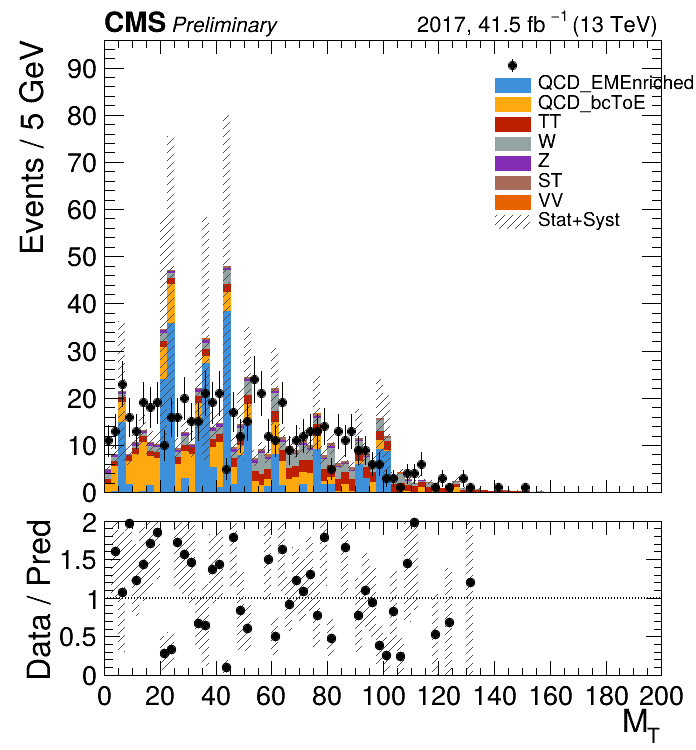 CMS Preliminary 2017, 41.5 fb⁻¹ (13 TeV)
Events / 5 GeV
90
80
70
60
50
40
30
20
10
0
QCD_EMEnriched
QCD_bcToE
TT
W
Z
ST
VV
Stat+Syst
Data / Pred
2
1.5
1
0.5
0
0 20 40 60 80 100 120 140 160 180 200
M_T